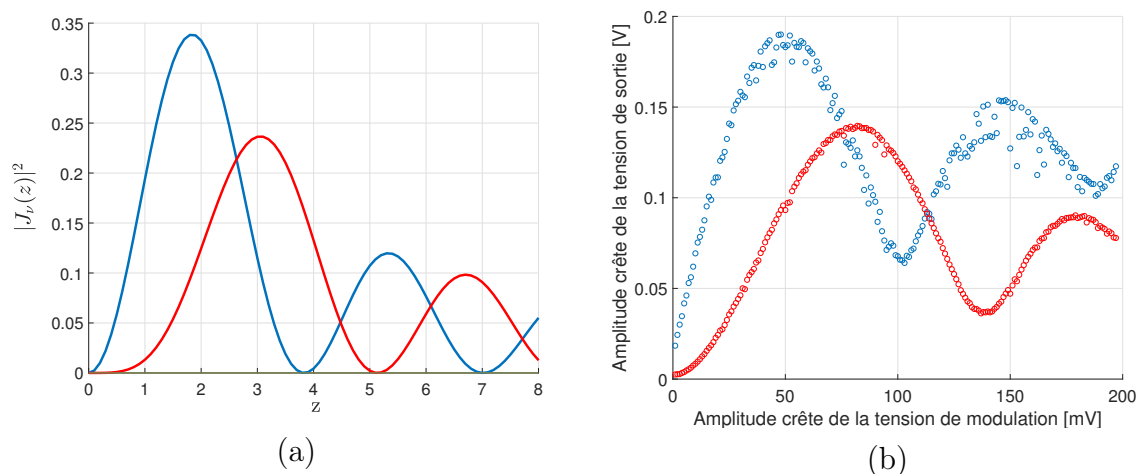 0.35
0.3
0.25
0.2
0.15
0.1
0.05
0
|J_ν(z)|²
0 1 2 3 4 5 6 7 8
z
(a)
0.2
0.15
0.1
0.05
0
Amplitude crête de la tension de sortie [V]
0 50 100 150 200
Amplitude crête de la tension de modulation [mV]
(b)